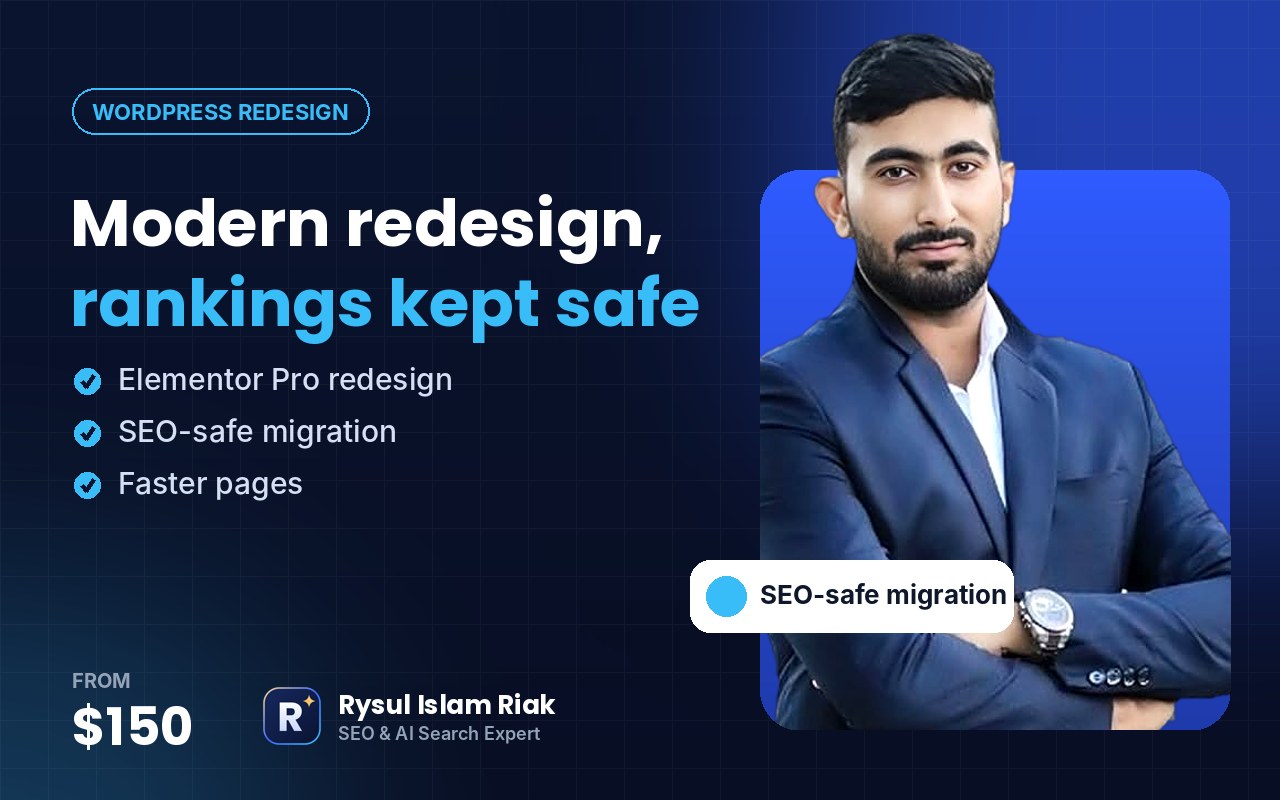 WORDPRESS REDESIGN
Modern redesign,
rankings kept safe
Elementor Pro redesign
SEO-safe migration
Faster pages
SEO-safe migration
FROM
$150
R
Rysul Islam Riak
SEO & AI Search Expert